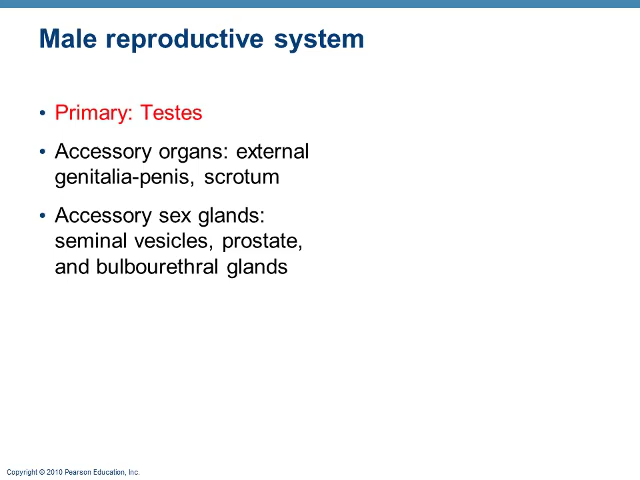 Male reproductive system
• Primary: Testes
• Accessory organs: external
genitalia-penis, scrotum
• Accessory sex glands:
seminal vesicles, prostate,
and bulbourethral glands
Copyright © 2010 Pearson Education, Inc.